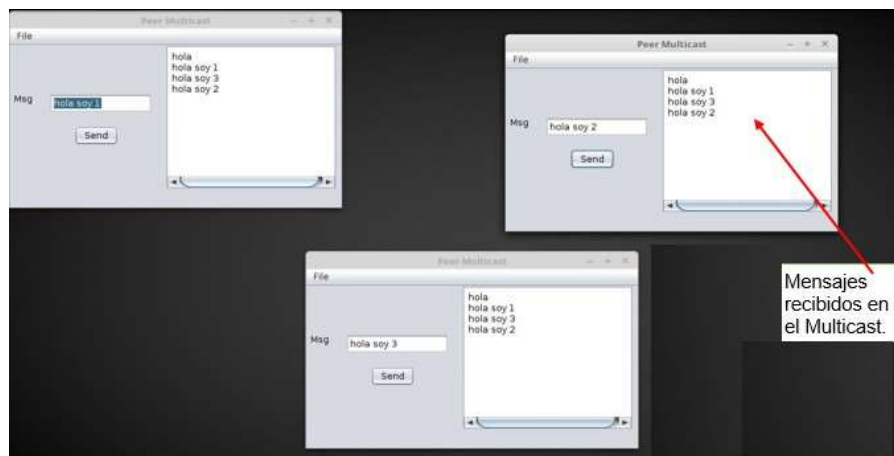 Peer Multicast
File
hola
hola soy 1
hola soy 3
hola soy 2
Msg
hola soy 1
Send
Peer Multicast
File
hola
hola soy 1
hola soy 3
hola soy 2
Msg
hola soy 2
Send
Peer Multicast
File
hola
hola soy 1
hola soy 3
hola soy 2
Msg
hola soy 3
Send
Mensajes
recibidos en
el Multicast.